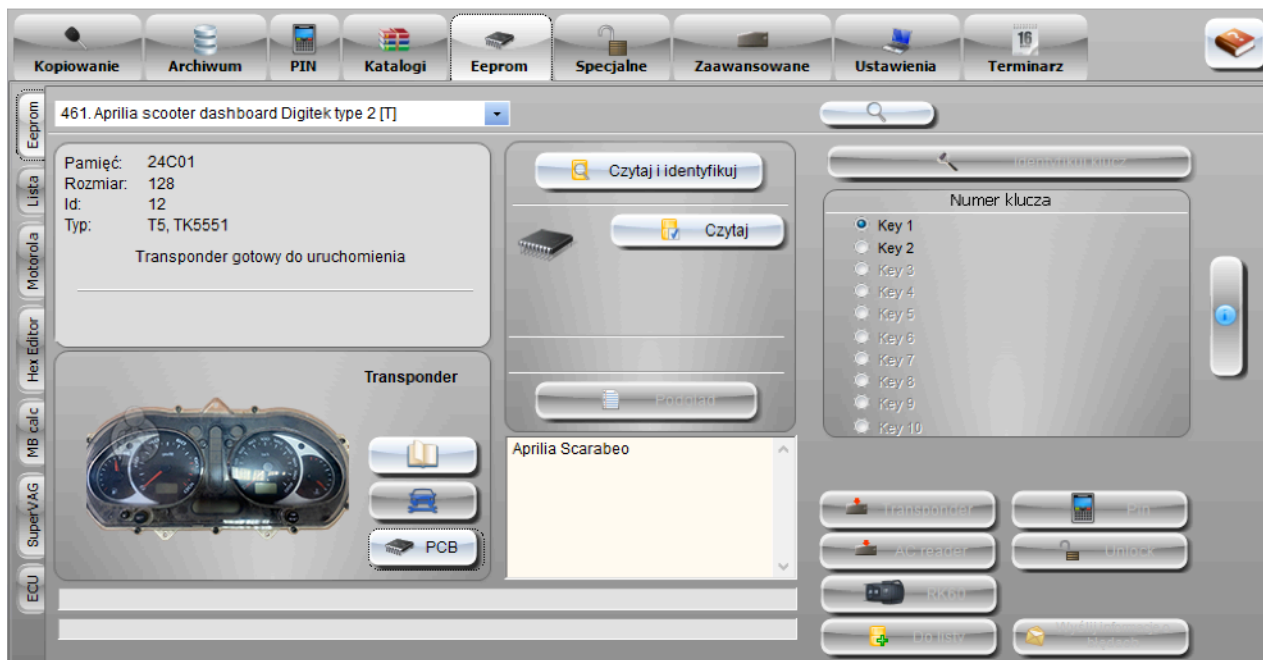 Kopiowanie
Archiwum
PIN
Katalogi
Eeprom
Specjalne
Zaawansowane
Ustawienia
16
Terminarz
Eeprom
Lista
Motorola
Hex Editor
MB calc
SuperVAG
ECU
461. Aprilia scooter dashboard Digitek type 2 [T]
Pamięć: 24C01
Rozmiar: 128
Id: 12
Typ: T5, TK5551
Transponder gotowy do uruchomienia
Transponder
PCB
Czytaj i identyfikuj
Czytaj
Podgląd
Aprilia Scarabeo
Identyfikuj klucz
Numer klucza
Key 1
Key 2
Key 3
Key 4
Key 5
Key 6
Key 7
Key 8
Key 9
Key 10
Transponder
Pin
AC reader
Unlock
RK60
Do listy
Wyślij informację o
błędach